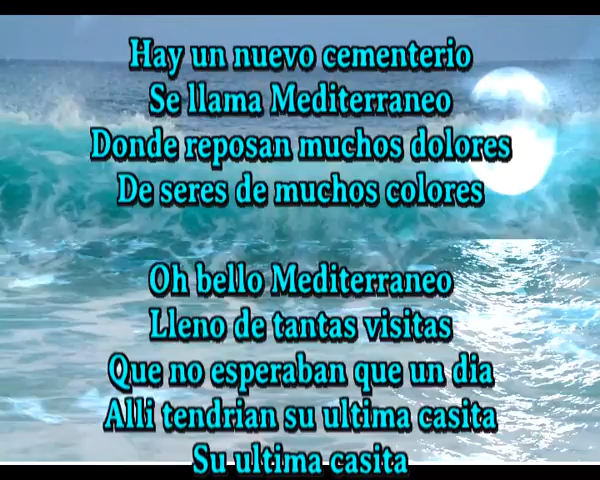 Hay un nuevo cementerio
Se llama Mediterraneo
Donde reposan muchos dolores
De seres de muchos colores
Oh bello Mediterraneo
Lleno de tantas visitas
Que no esperaban que un dia
Alli tendrian su ultima casita
Su ultima casita